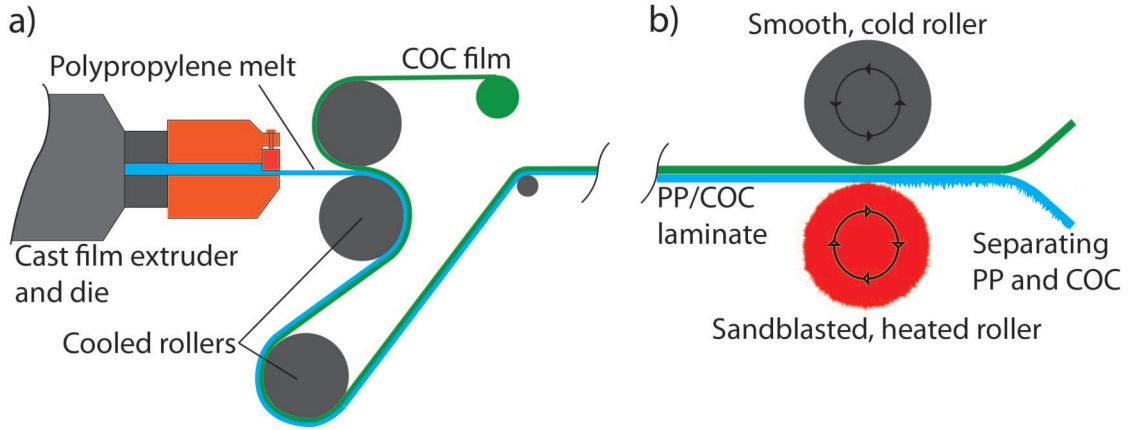 a)
Polypropylene melt
COC film
Cast film extruder
and die
Cooled rollers
b)
Smooth, cold roller
PP/COC
laminate
Separating
PP and COC
Sandblasted, heated roller